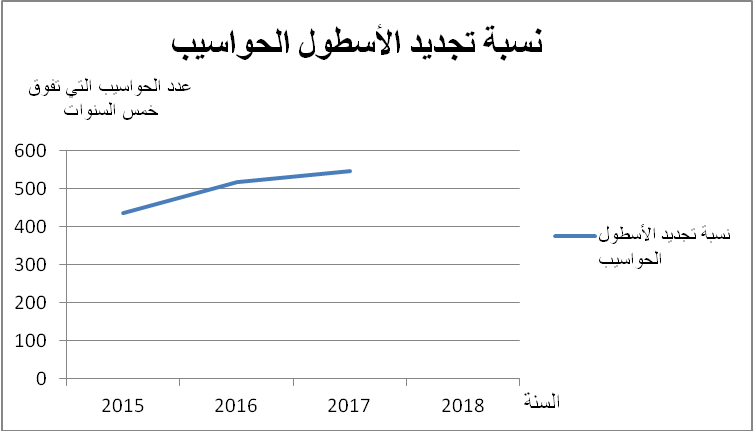 نسبة تجديد الأسطول الحواسيب
عدد الحواسيب التي تفوق
خمس السنوات
600
500
400
300
200
100
0
2015 2016 2017 2018
السنة
نسبة تجديد الأسطول
الحواسيب